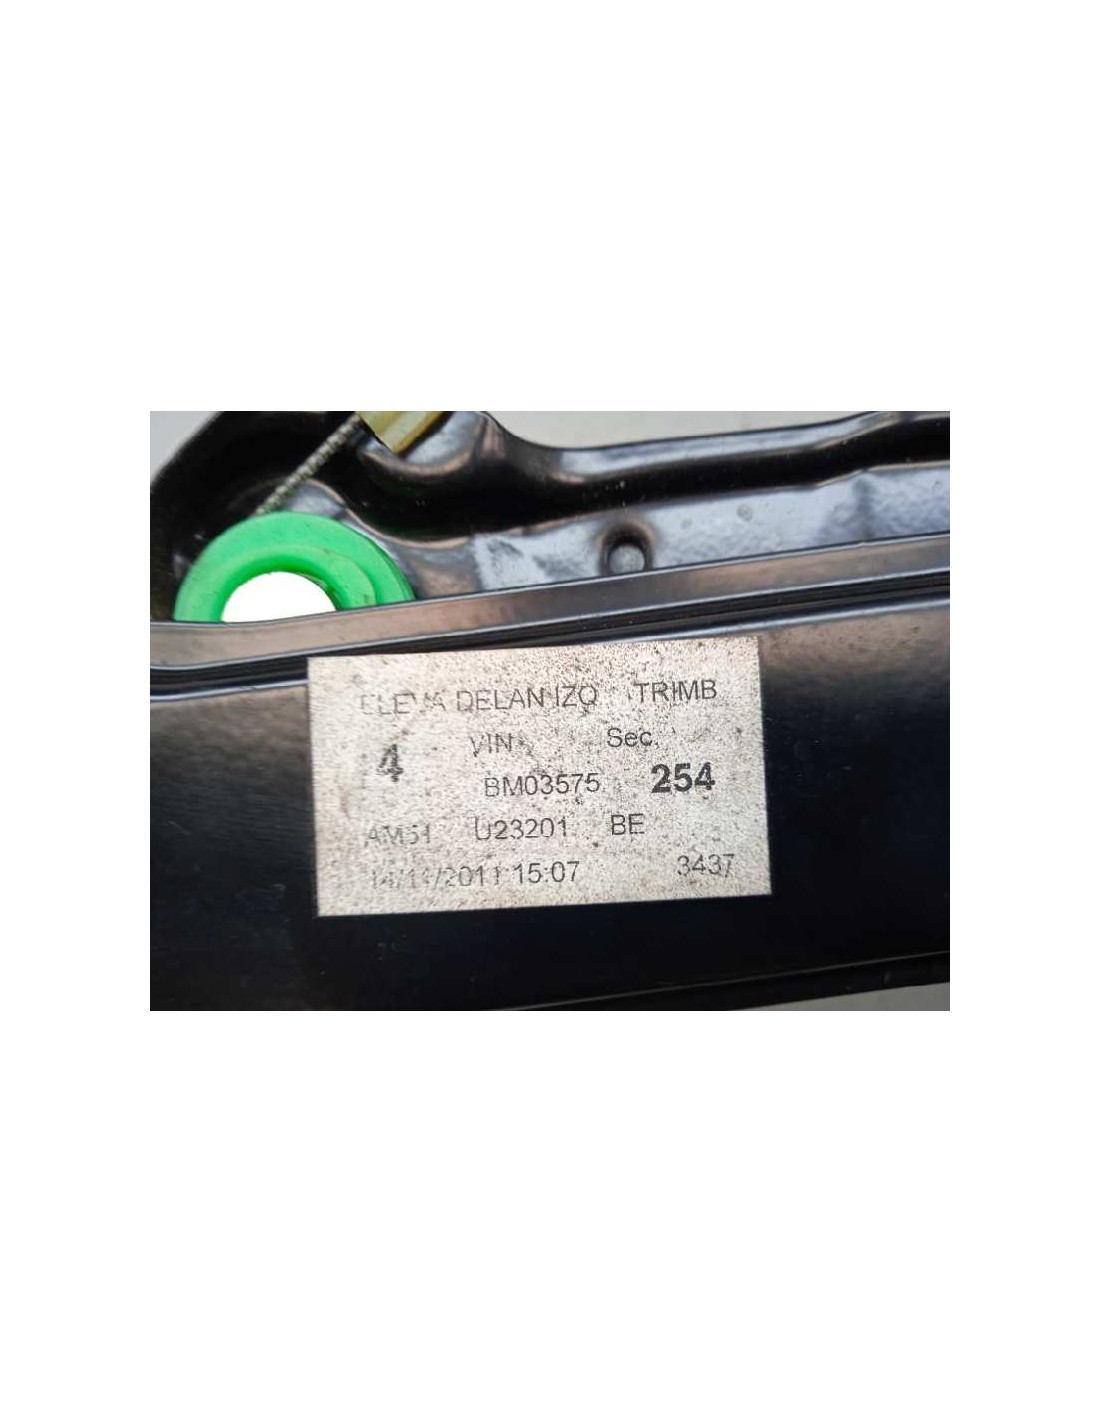 ELEVA DELAN IZQ TRIMB
4 VIN Sec.
BM03575 254
AM51 U23201 BE
14/11/2011 15:07 3437